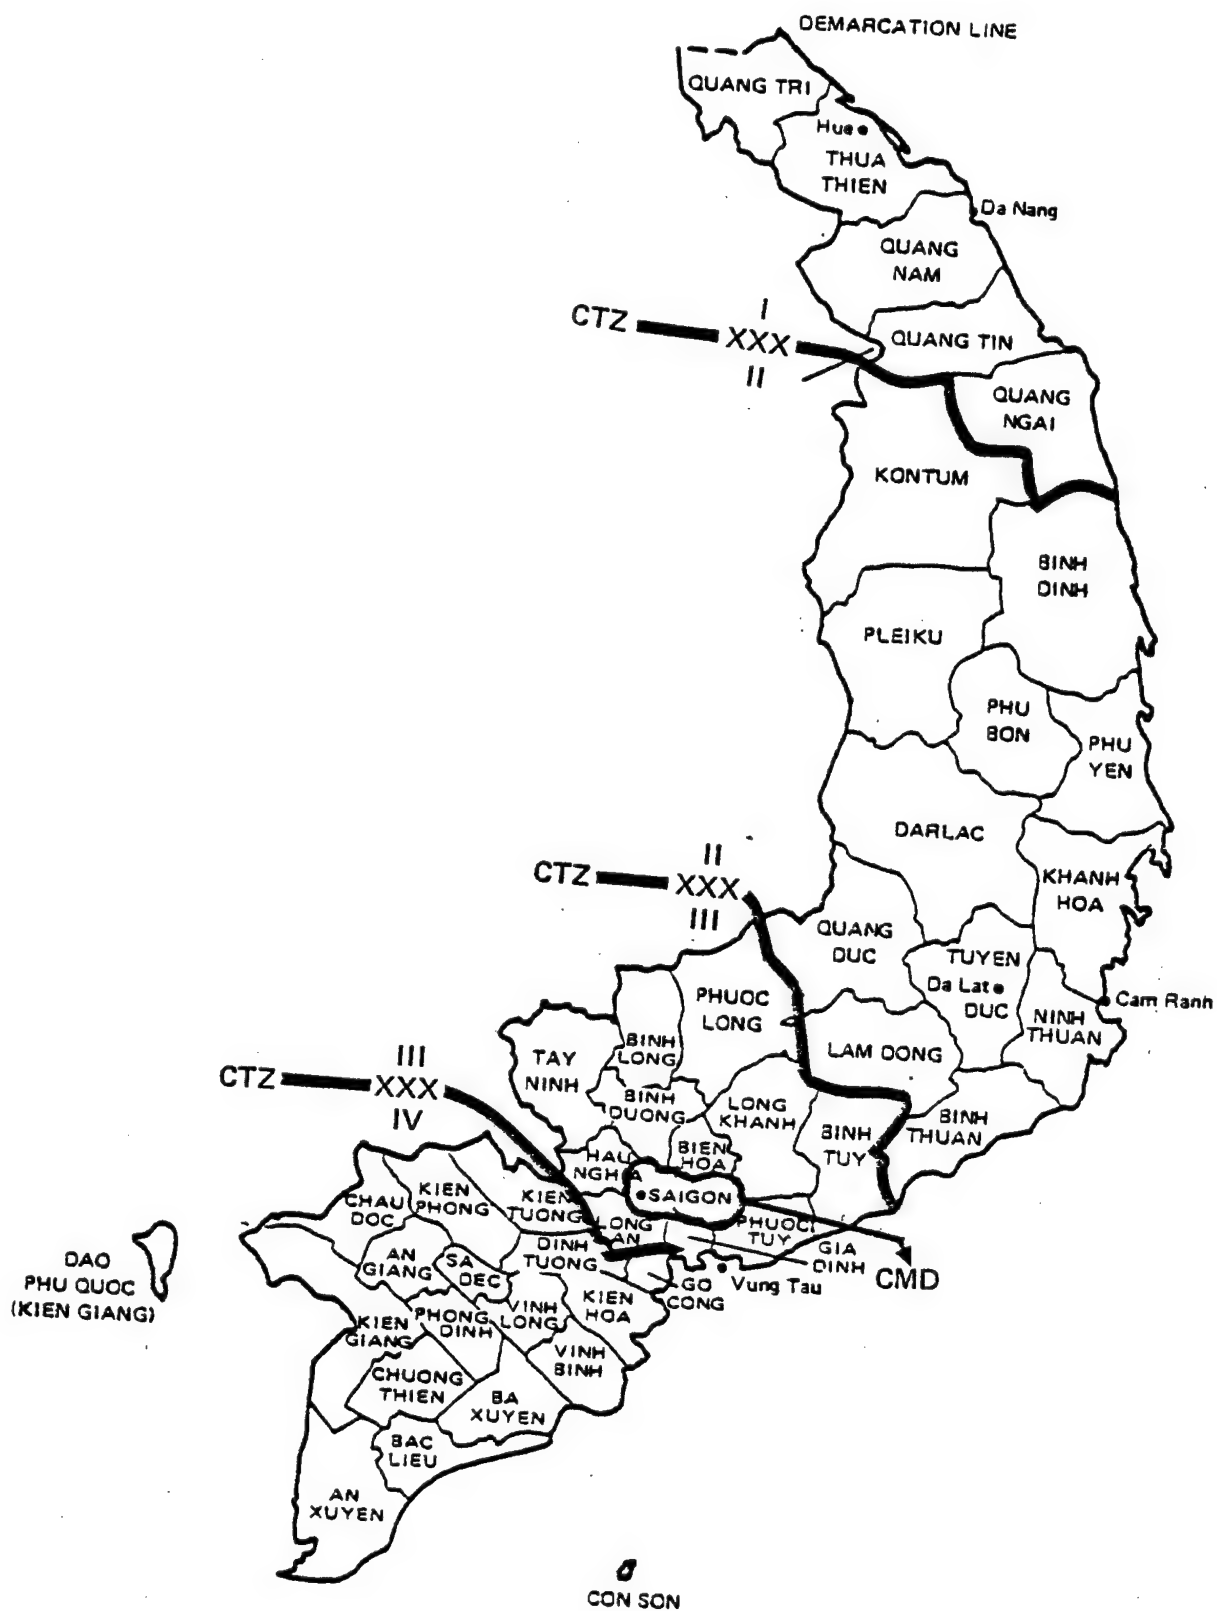 DEMARCATION LINE
QUANG TRI
Hue
THUA
THIEN
Da Nang
QUANG
NAM
I
CTZ XXX
II
QUANG TIN
QUANG
NGAI
KONTUM
BINH
DINH
PLEIKU
PHU
BON
PHU
YEN
DARLAC
II
CTZ XXX
III
KHANH
HOA
QUANG
DUC
TUYEN
Da Lat
DUC
Cam Ranh
NINH
THUAN
PHUOC
LONG
BINH
LONG
LAM DONG
TAY
NINH
III
CTZ XXX
IV
BINH
DUONG
LONG
KHANH
BINH
TUY
BINH
THUAN
BIEN
HOA
HAU
NGHIA
SAIGON
KIEN
PHONG
KIEN
TUONG
CHAU
DOC
LONG
AN
PHUOC
TUY
GIA
DINH
CMD
DINH
TUONG
AN
GIANG
SA
DEC
Vung Tau
GO
CONG
DAO
PHU QUOC
(KIEN GIANG)
KIEN
HOA
VINH
LONG
PHONG
DINH
KIEN
GIANG
VINH
BINH
CHUONG
THIEN
BA
XUYEN
BAC
LIEU
AN
XUYEN
CON SON